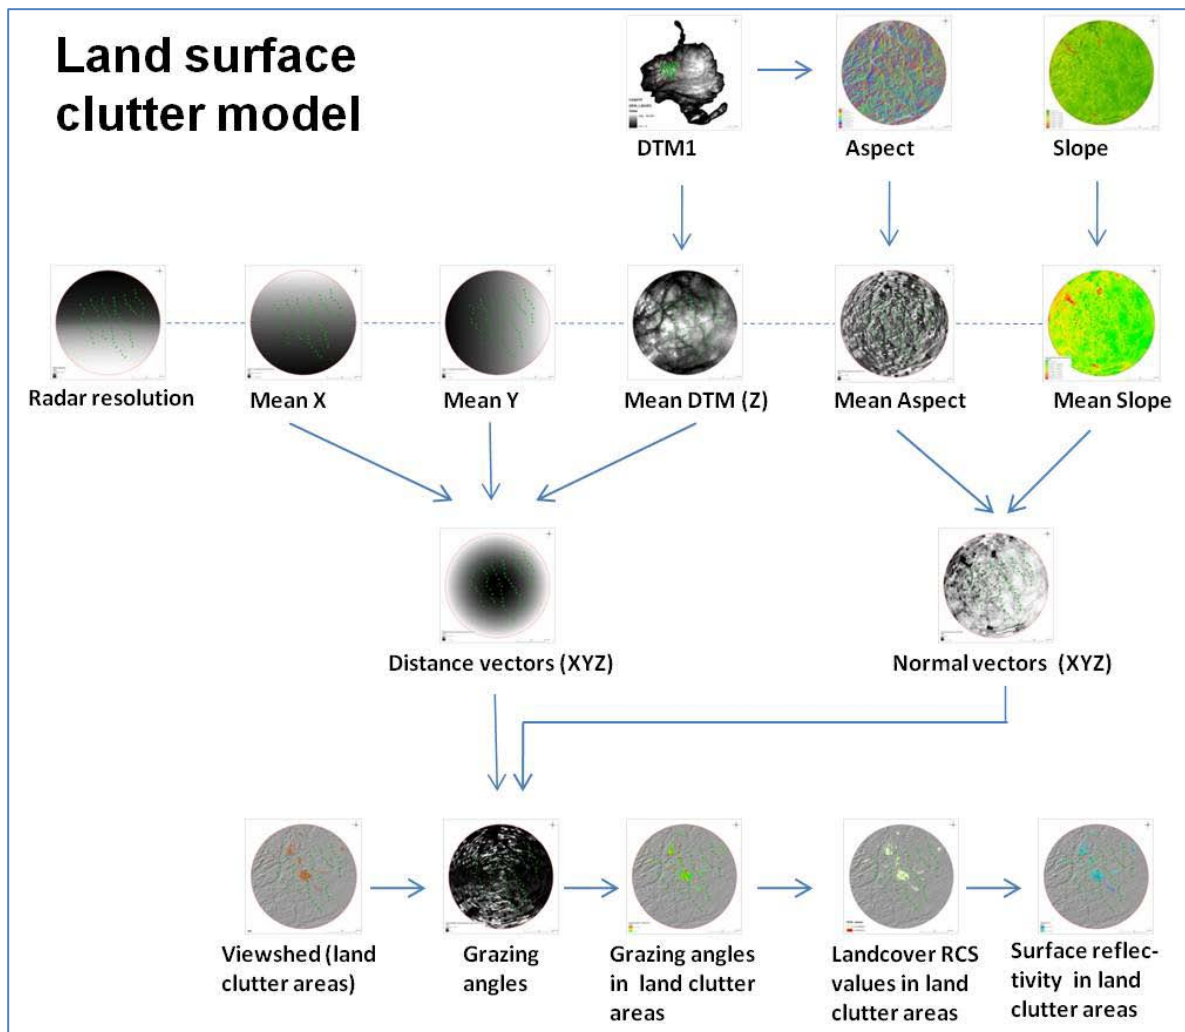 Land surface
clutter model
DTM1
Aspect
Slope
Radar resolution
Mean X
Mean Y
Mean DTM (Z)
Mean Aspect
Mean Slope
Distance vectors (XYZ)
Normal vectors (XYZ)
Viewshed (land
clutter areas)
Grazing
angles
Grazing angles
in land clutter
areas
Landcover RCS
values in land
clutter areas
Surface reflec-
tivity in land
clutter areas